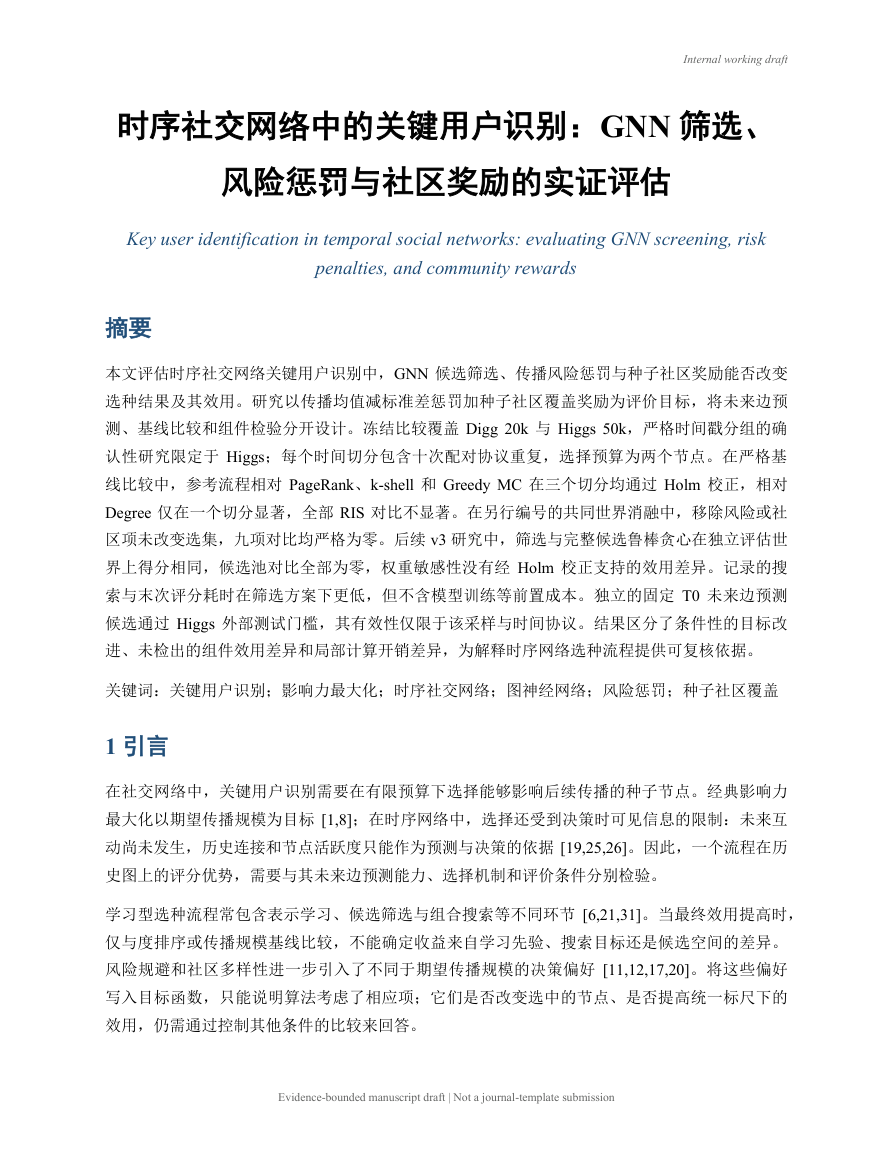 Internal working draft
时序社交网络中的关键用户识别：GNN 筛选、
风险惩罚与社区奖励的实证评估
Key user identification in temporal social networks: evaluating GNN screening, risk
penalties, and community rewards
摘要
本文评估时序社交网络关键用户识别中，GNN 候选筛选、传播风险惩罚与种子社区奖励能否改变
选种结果及其效用。研究以传播均值减标准差惩罚加种子社区覆盖奖励为评价目标，将未来边预
测、基线比较和组件检验分开设计。冻结比较覆盖 Digg 20k 与 Higgs 50k，严格时间戳分组的确
认性研究限定于 Higgs；每个时间切分包含十次配对协议重复，选择预算为两个节点。在严格基
线比较中，参考流程相对 PageRank、k-shell 和 Greedy MC 在三个切分均通过 Holm 校正，相对
Degree 仅在一个切分显著，全部 RIS 对比不显著。在另行编号的共同世界消融中，移除风险或社
区项未改变选集，九项对比均严格为零。后续 v3 研究中，筛选与完整候选鲁棒贪心在独立评估世
界上得分相同，候选池对比全部为零，权重敏感性没有经 Holm 校正支持的效用差异。记录的搜
索与末次评分耗时在筛选方案下更低，但不含模型训练等前置成本。独立的固定 T0 未来边预测
候选通过 Higgs 外部测试门槛，其有效性仅限于该采样与时间协议。结果区分了条件性的目标改
进、未检出的组件效用差异和局部计算开销差异，为解释时序网络选种流程提供可复核依据。
关键词：关键用户识别；影响力最大化；时序社交网络；图神经网络；风险惩罚；种子社区覆盖
1 引言
在社交网络中，关键用户识别需要在有限预算下选择能够影响后续传播的种子节点。经典影响力
最大化以期望传播规模为目标 [1,8]；在时序网络中，选择还受到决策时可见信息的限制：未来互
动尚未发生，历史连接和节点活跃度只能作为预测与决策的依据 [19,25,26]。因此，一个流程在历
史图上的评分优势，需要与其未来边预测能力、选择机制和评价条件分别检验。
学习型选种流程常包含表示学习、候选筛选与组合搜索等不同环节 [6,21,31]。当最终效用提高时，
仅与度排序或传播规模基线比较，不能确定收益来自学习先验、搜索目标还是候选空间的差异。
风险规避和社区多样性进一步引入了不同于期望传播规模的决策偏好 [11,12,17,20]。将这些偏好
写入目标函数，只能说明算法考虑了相应项；它们是否改变选中的节点、是否提高统一标尺下的
效用，仍需通过控制其他条件的比较来回答。
Evidence-bounded manuscript draft | Not a journal-template submission